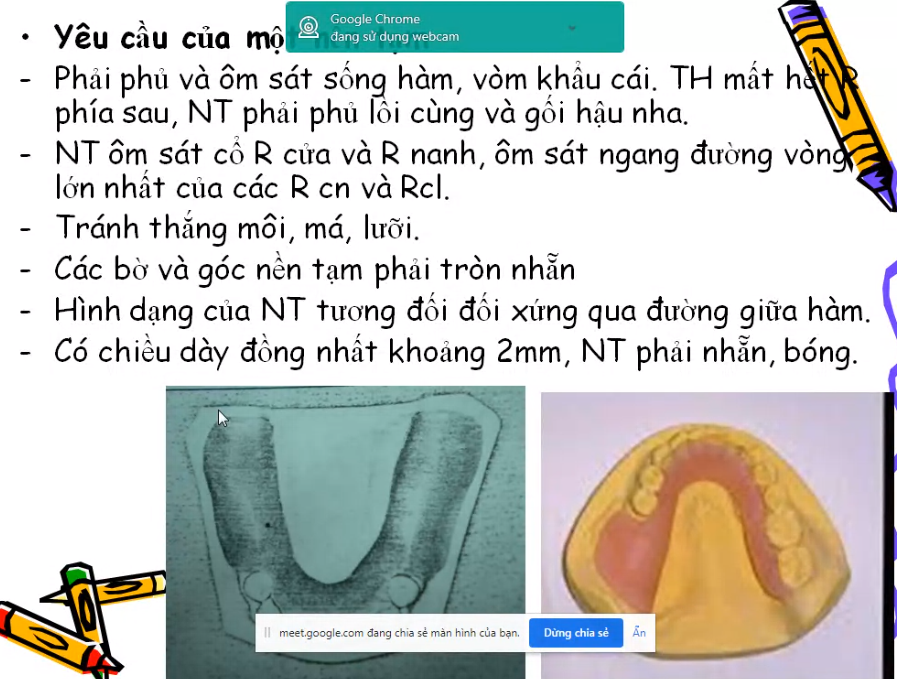 Google Chrome
đang sử dụng webcam
• Yêu cầu của một
- Phải phủ và ôm sát sống hàm, vòm khẩu cái. TH mất hết R
phía sau, NT phải phủ lồi cùng và gối hậu nha.
- NT ôm sát cổ R cửa và R nanh, ôm sát ngang đường vòng
lớn nhất của các R cn và Rcl.
- Tránh thắng môi, má, lưỡi.
- Các bờ và góc nền tạm phải tròn nhẵn
- Hình dạng của NT tương đối đối xứng qua đường giữa hàm.
- Có chiều dày đồng nhất khoảng 2mm, NT phải nhẵn, bóng.
meet.google.com đang chia sẻ màn hình của bạn. Dừng chia sẻ Ẩn